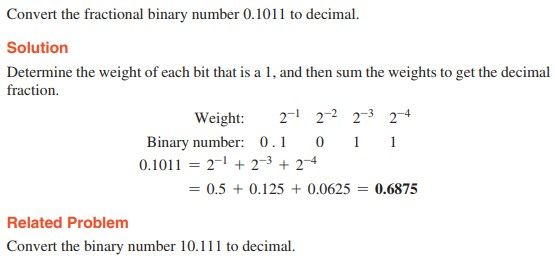 Convert the fractional binary number 0.1011 to decimal.
Solution
Determine the weight of each bit that is a 1, and then sum the weights to get the decimal
fraction.
Weight: 2⁻¹ 2⁻² 2⁻³ 2⁻⁴
Binary number: 0 . 1 0 1 1
0.1011 = 2⁻¹ + 2⁻³ + 2⁻⁴
= 0.5 + 0.125 + 0.0625 = 0.6875
Related Problem
Convert the binary number 10.111 to decimal.